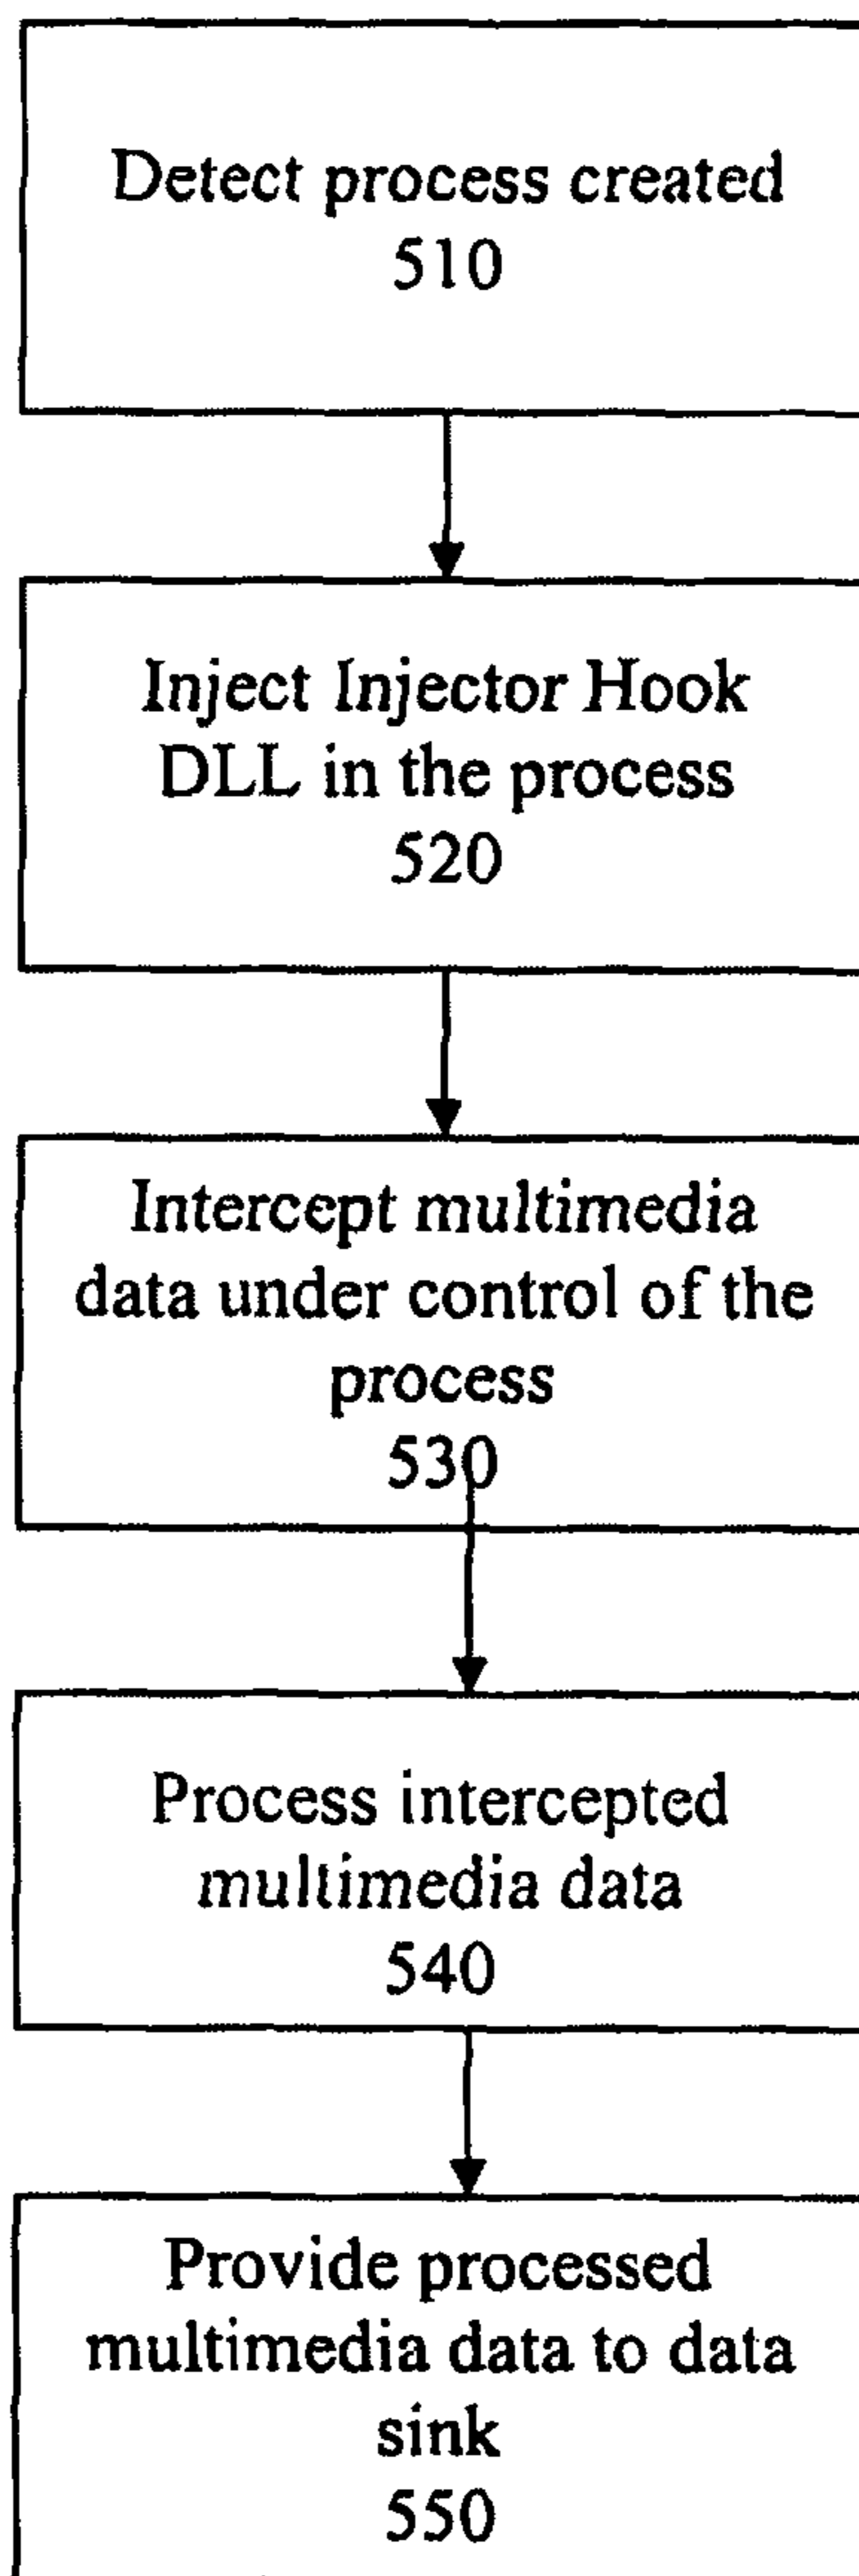 Detect process created
510
Inject Injector Hook
DLL in the process
520
Intercept multimedia
data under control of the
process
530
Process intercepted
multimedia data
540
Provide processed
multimedia data to data
sink
550